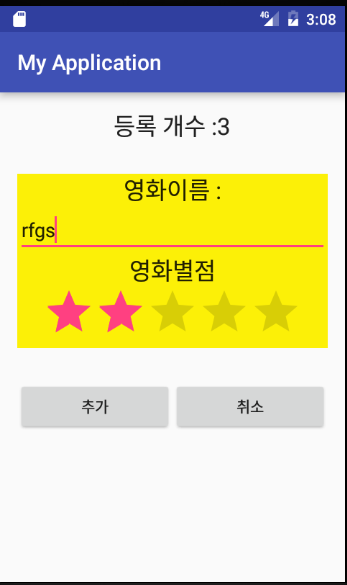 4G 3:08
My Application
등록 개수 :3
영화이름 :
rfgs
영화별점
추가 취소